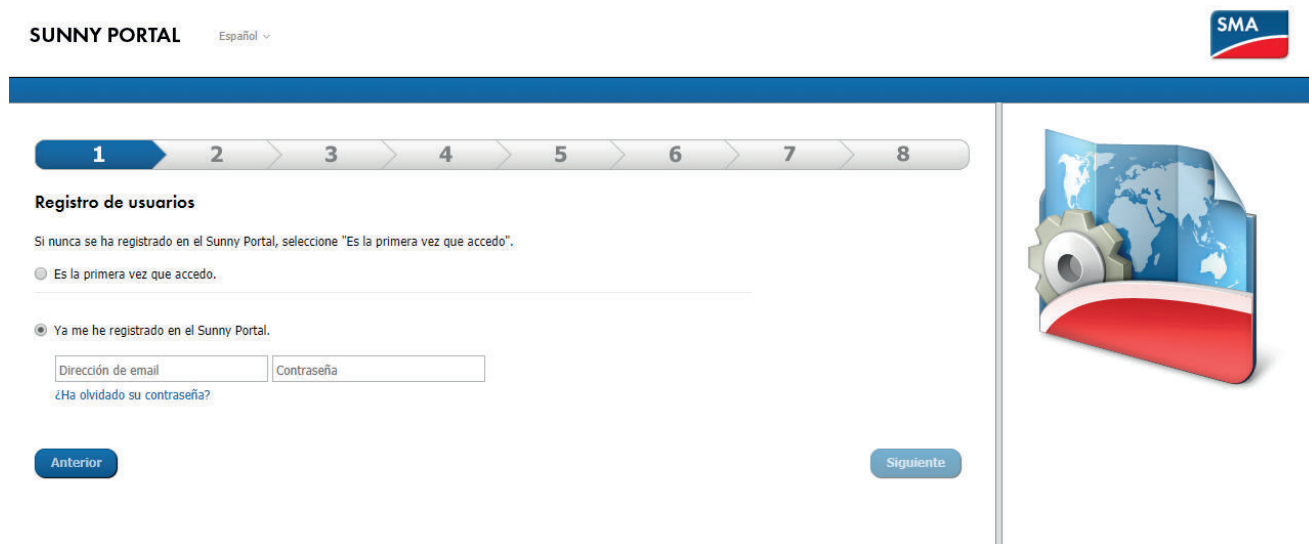 SUNNY PORTAL Español
SMA
1 2 3 4 5 6 7 8
Registro de usuarios
Si nunca se ha registrado en el Sunny Portal, seleccione "Es la primera vez que accedo".
Es la primera vez que accedo.
Ya me he registrado en el Sunny Portal.
Dirección de email Contraseña
¿Ha olvidado su contraseña?
Anterior Siguiente